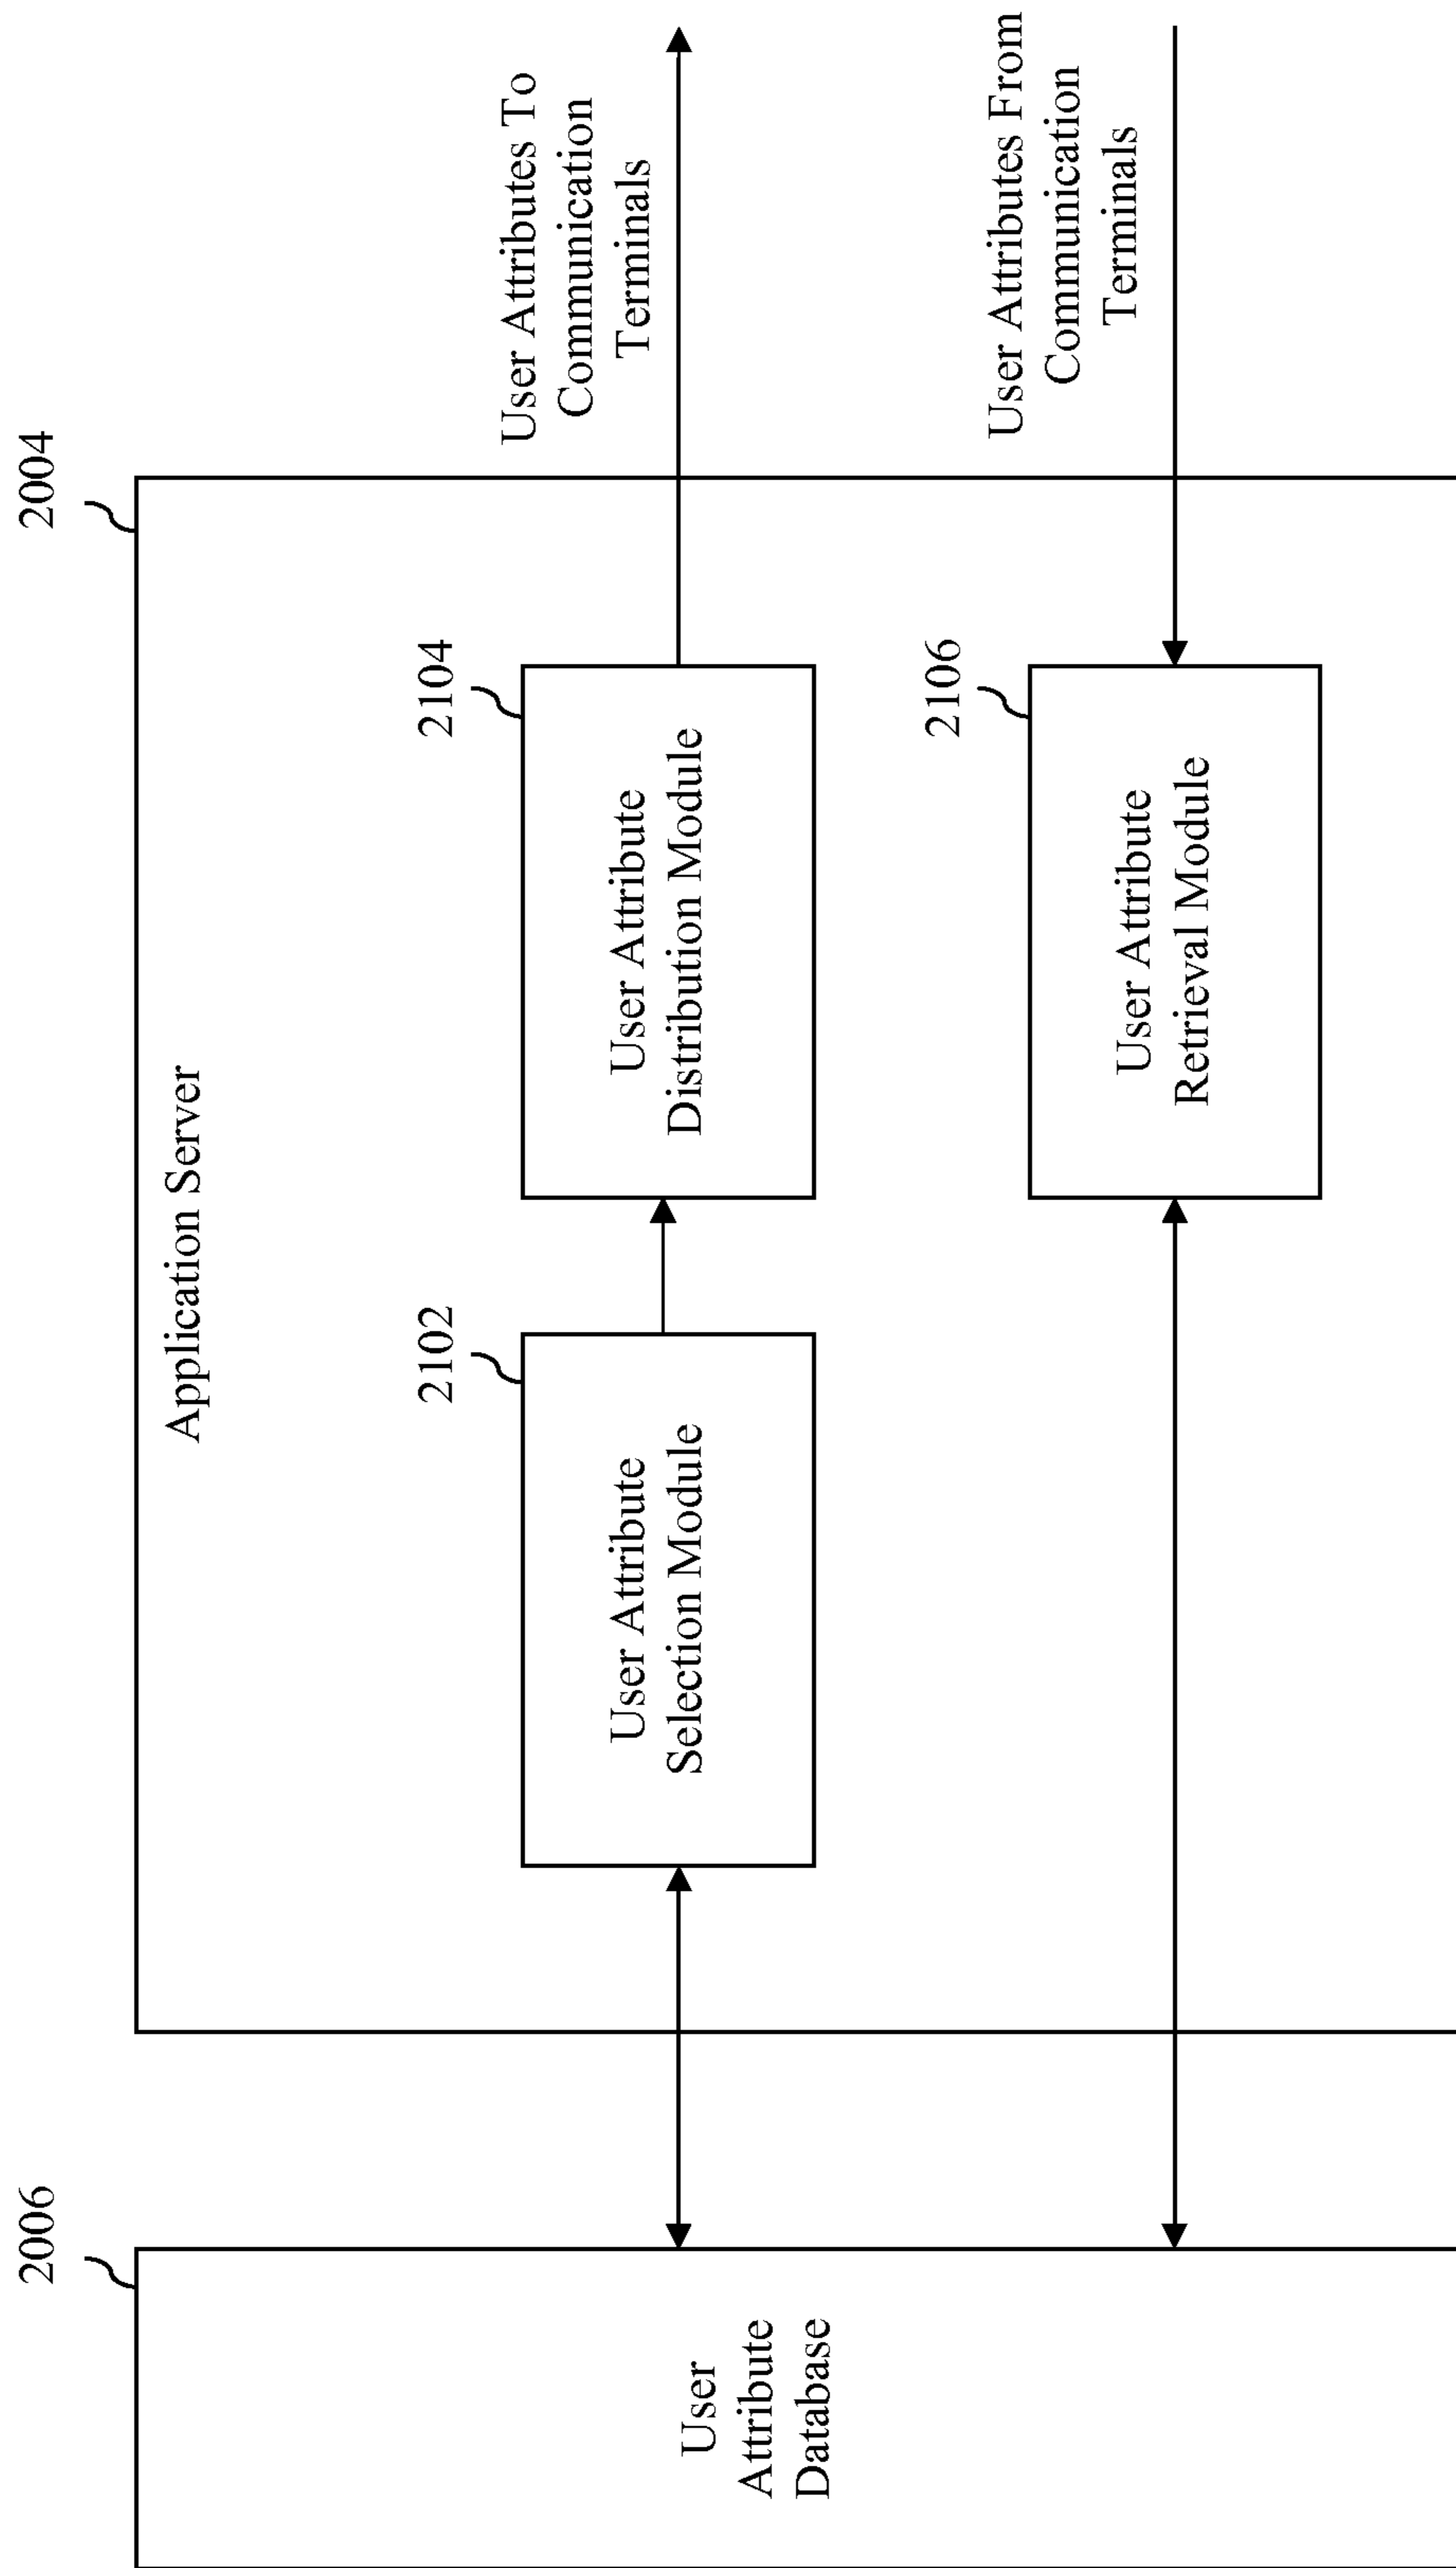 2006
2004
Application Server
User
Attribute
Database
2102
User Attribute
Selection Module
2104
User Attribute
Distribution Module
User Attributes To
Communication
Terminals
2106
User Attribute
Retrieval Module
User Attributes From
Communication
Terminals